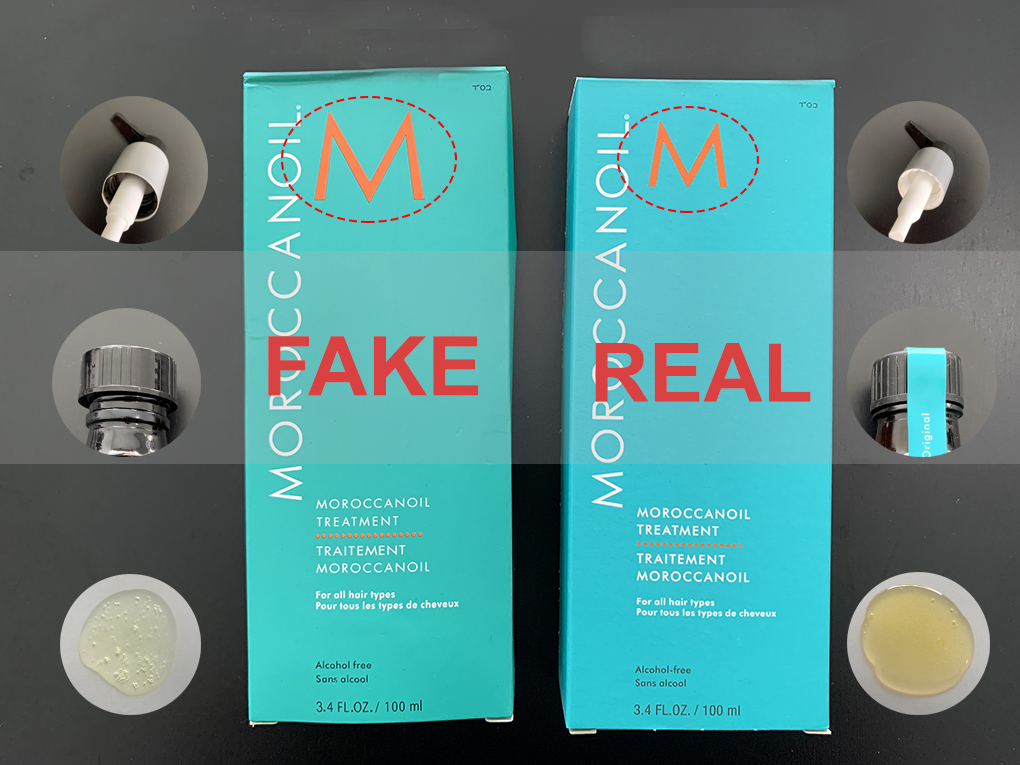 בס"ד
M
MOROCCANOIL®
FAKE
MOROCCANOIL
TREATMENT
TRAITEMENT
MOROCCANOIL
For all hair types
Pour tous les types de cheveux
Alcohol free
Sans alcool
3.4 FL.OZ. / 100 ml
בס"ד
M
MOROCCANOIL®
REAL
MOROCCANOIL
TREATMENT
TRAITEMENT
MOROCCANOIL
For all hair types
Pour tous les types de cheveux
Alcohol-free
Sans alcool
3.4 FL.OZ. / 100 ml
Original